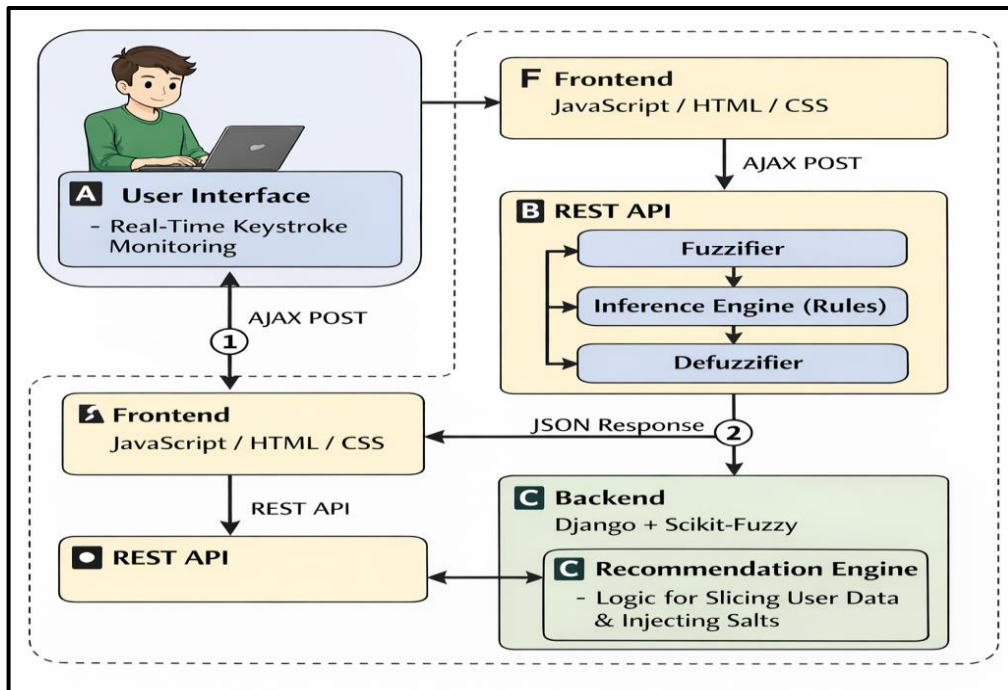 F Frontend
JavaScript / HTML / CSS
AJAX POST
A User Interface
- Real-Time Keystroke
Monitoring
B REST API
Fuzzifier
Inference Engine (Rules)
Defuzzifier
AJAX POST
1
Frontend
JavaScript / HTML / CSS
JSON Response
2
REST API
REST API
C Backend
Django + Scikit-Fuzzy
C Recommendation Engine
- Logic for Slicing User Data
& Injecting Salts